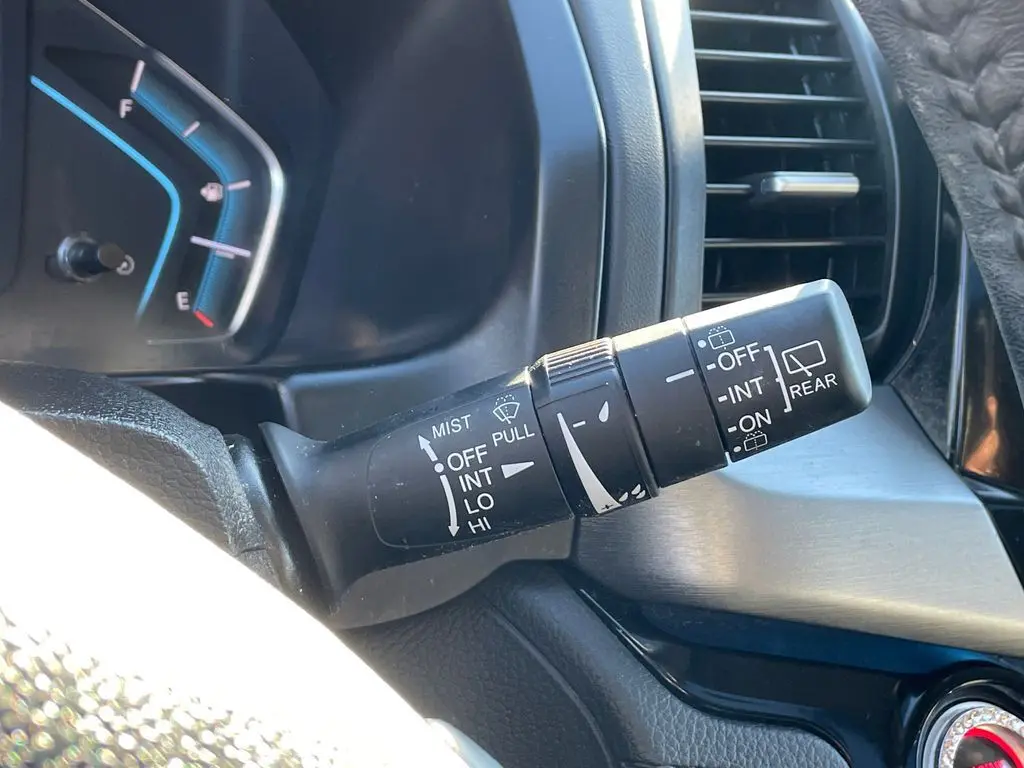 F
E
MIST
OFF
INT
LO
HI
PULL
- +
OFF
INT
ON
REAR